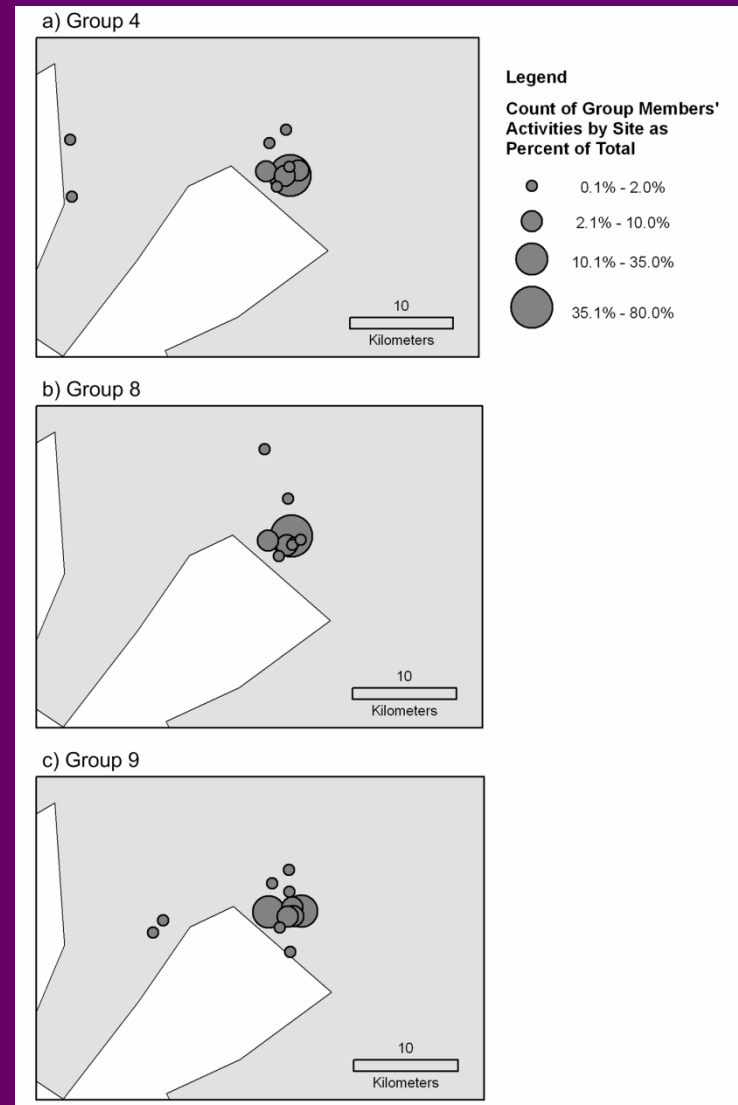 a) Group 4
Legend
Count of Group Members'
Activities by Site as
Percent of Total
0.1% - 2.0%
2.1% - 10.0%
10.1% - 35.0%
35.1% - 80.0%
10
Kilometers
b) Group 8
10
Kilometers
c) Group 9
10
Kilometers